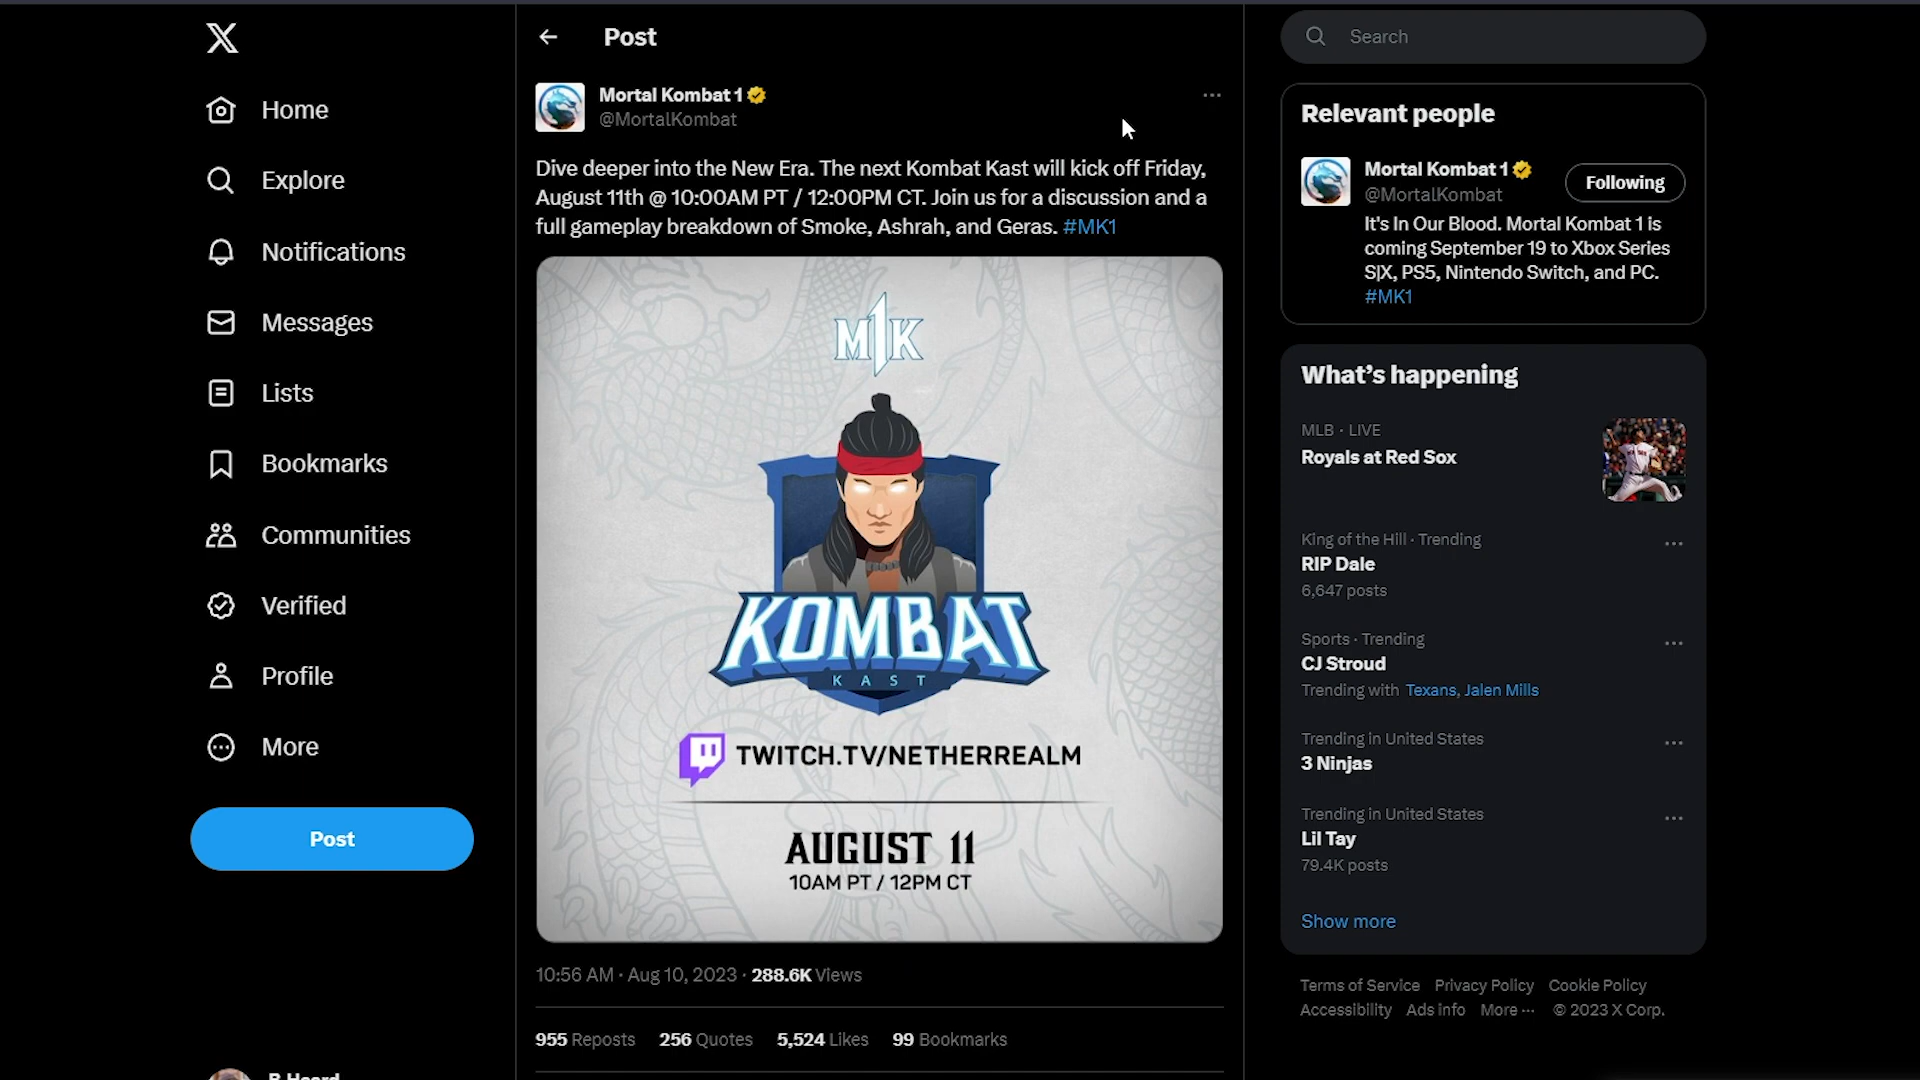 Home
Explore
Notifications
Messages
Lists
Bookmarks
Communities
Verified
Profile
More
Post
Post
Mortal Kombat 1
@MortalKombat
Dive deeper into the New Era. The next Kombat Kast will kick off Friday,
August 11th @ 10:00AM PT / 12:00PM CT. Join us for a discussion and a
full gameplay breakdown of Smoke, Ashrah, and Geras. #MK1
M1K
KOMBAT
KAST
TWITCH.TV/NETHERREALM
AUGUST 11
10AM PT / 12PM CT
10:56 AM · Aug 10, 2023 · 288.6K Views
955 Reposts 256 Quotes 5,524 Likes 99 Bookmarks
Search
Relevant people
Mortal Kombat 1
@MortalKombat
Following
It's In Our Blood. Mortal Kombat 1 is
coming September 19 to Xbox Series
S|X, PS5, Nintendo Switch, and PC.
#MK1
What's happening
MLB · LIVE
Royals at Red Sox
King of the Hill · Trending
RIP Dale
6,647 posts
Sports · Trending
CJ Stroud
Trending with Texans, Jalen Mills
Trending in United States
3 Ninjas
Trending in United States
Lil Tay
79.4K posts
Show more
Terms of Service Privacy Policy Cookie Policy
Accessibility Ads info More ··· © 2023 X Corp.